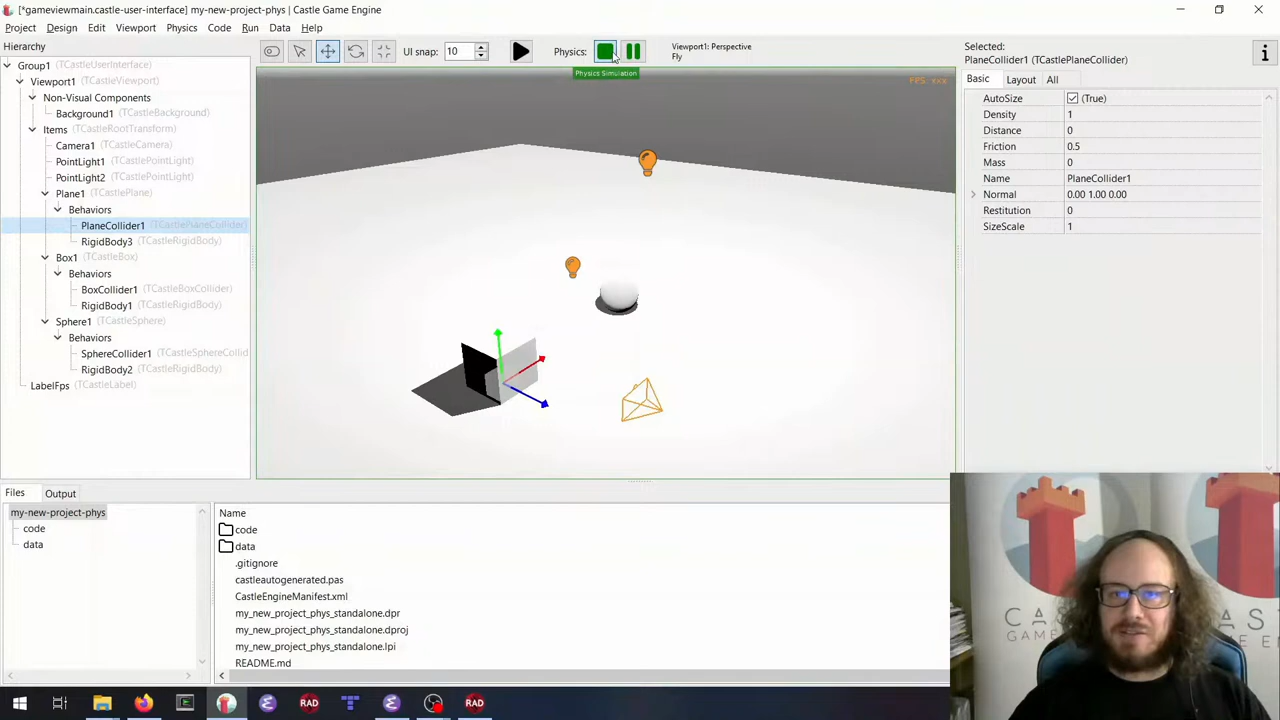 [*gameviewmain.castle-user-interface] my-new-project-phys | Castle Game Engine
Project Design Edit Viewport Physics Code Run Data Help
Hierarchy
UI snap: 10
Physics:
Viewport1: Perspective
Fly
Physics Simulation
Group1 (TCastleUserInterface)
Viewport1 (TCastleViewport)
Non-Visual Components
Background1 (TCastleBackground)
Items (TCastleRootTransform)
Camera1 (TCastleCamera)
PointLight1 (TCastlePointLight)
PointLight2 (TCastlePointLight)
Plane1 (TCastlePlane)
Behaviors
PlaneCollider1 (TCastlePlaneCollider)
RigidBody3 (TCastleRigidBody)
Box1 (TCastleBox)
Behaviors
BoxCollider1 (TCastleBoxCollider)
RigidBody1 (TCastleRigidBody)
Sphere1 (TCastleSphere)
Behaviors
SphereCollider1 (TCastleSphereCollid
RigidBody2 (TCastleRigidBody)
LabelFps (TCastleLabel)
Selected:
PlaneCollider1 (TCastlePlaneCollider)
Basic Layout All
AutoSize (True)
Density 1
Distance 0
Friction 0.5
Mass 0
Name PlaneCollider1
Normal 0.00 1.00 0.00
Restitution 0
SizeScale 1
Files Output
my-new-project-phys
code
data
Name
code
data
.gitignore
castleautogenerated.pas
CastleEngineManifest.xml
my_new_project_phys_standalone.dpr
my_new_project_phys_standalone.dproj
my_new_project_phys_standalone.lpi
README.md
RAD
RAD